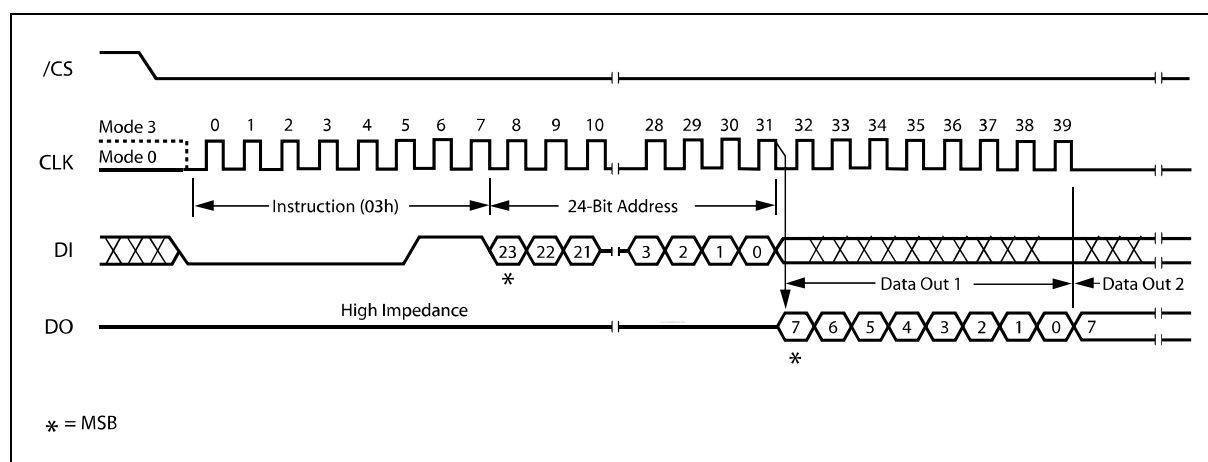 /CS
Mode 3
0 1 2 3 4 5 6 7 8 9 10 28 29 30 31 32 33 34 35 36 37 38 39
Mode 0
CLK
Instruction (03h)
24-Bit Address
DI
23 22 21 3 2 1 0
*
Data Out 1
Data Out 2
High Impedance
DO
7 6 5 4 3 2 1 0 7
*
* = MSB